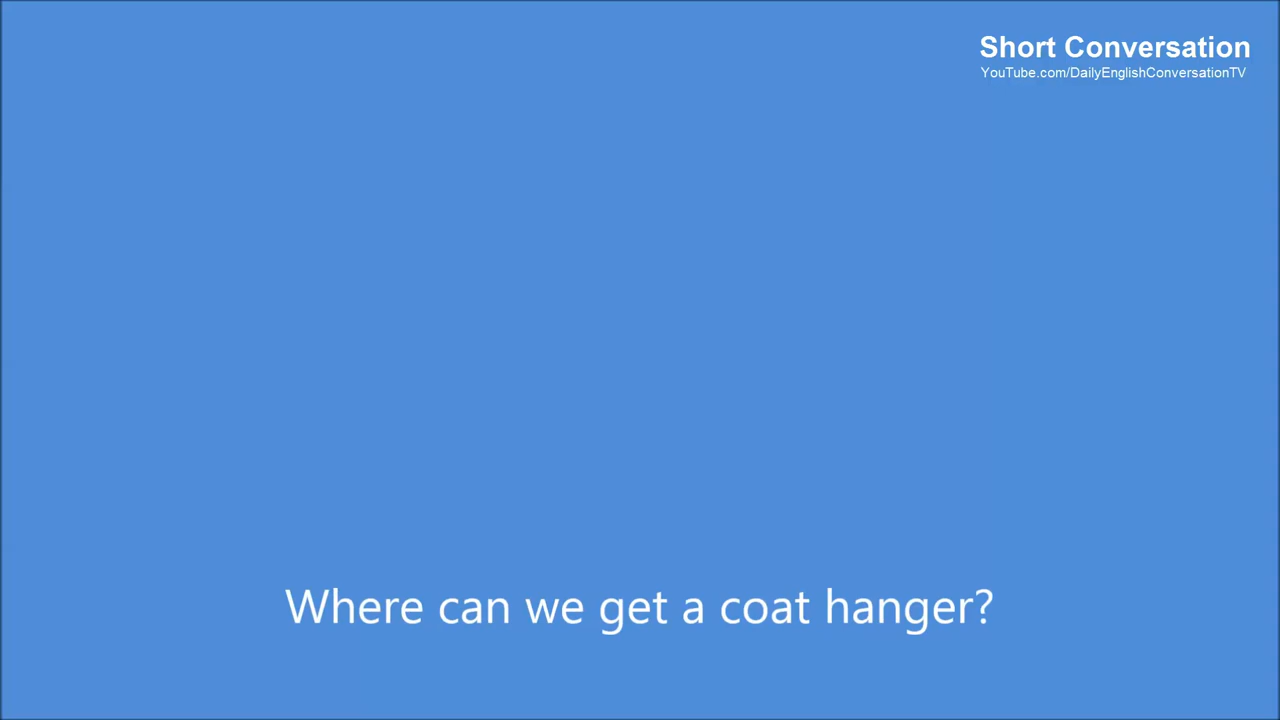 Short Conversation
YouTube.com/DailyEnglishConversationTV
Where can we get a coat hanger?